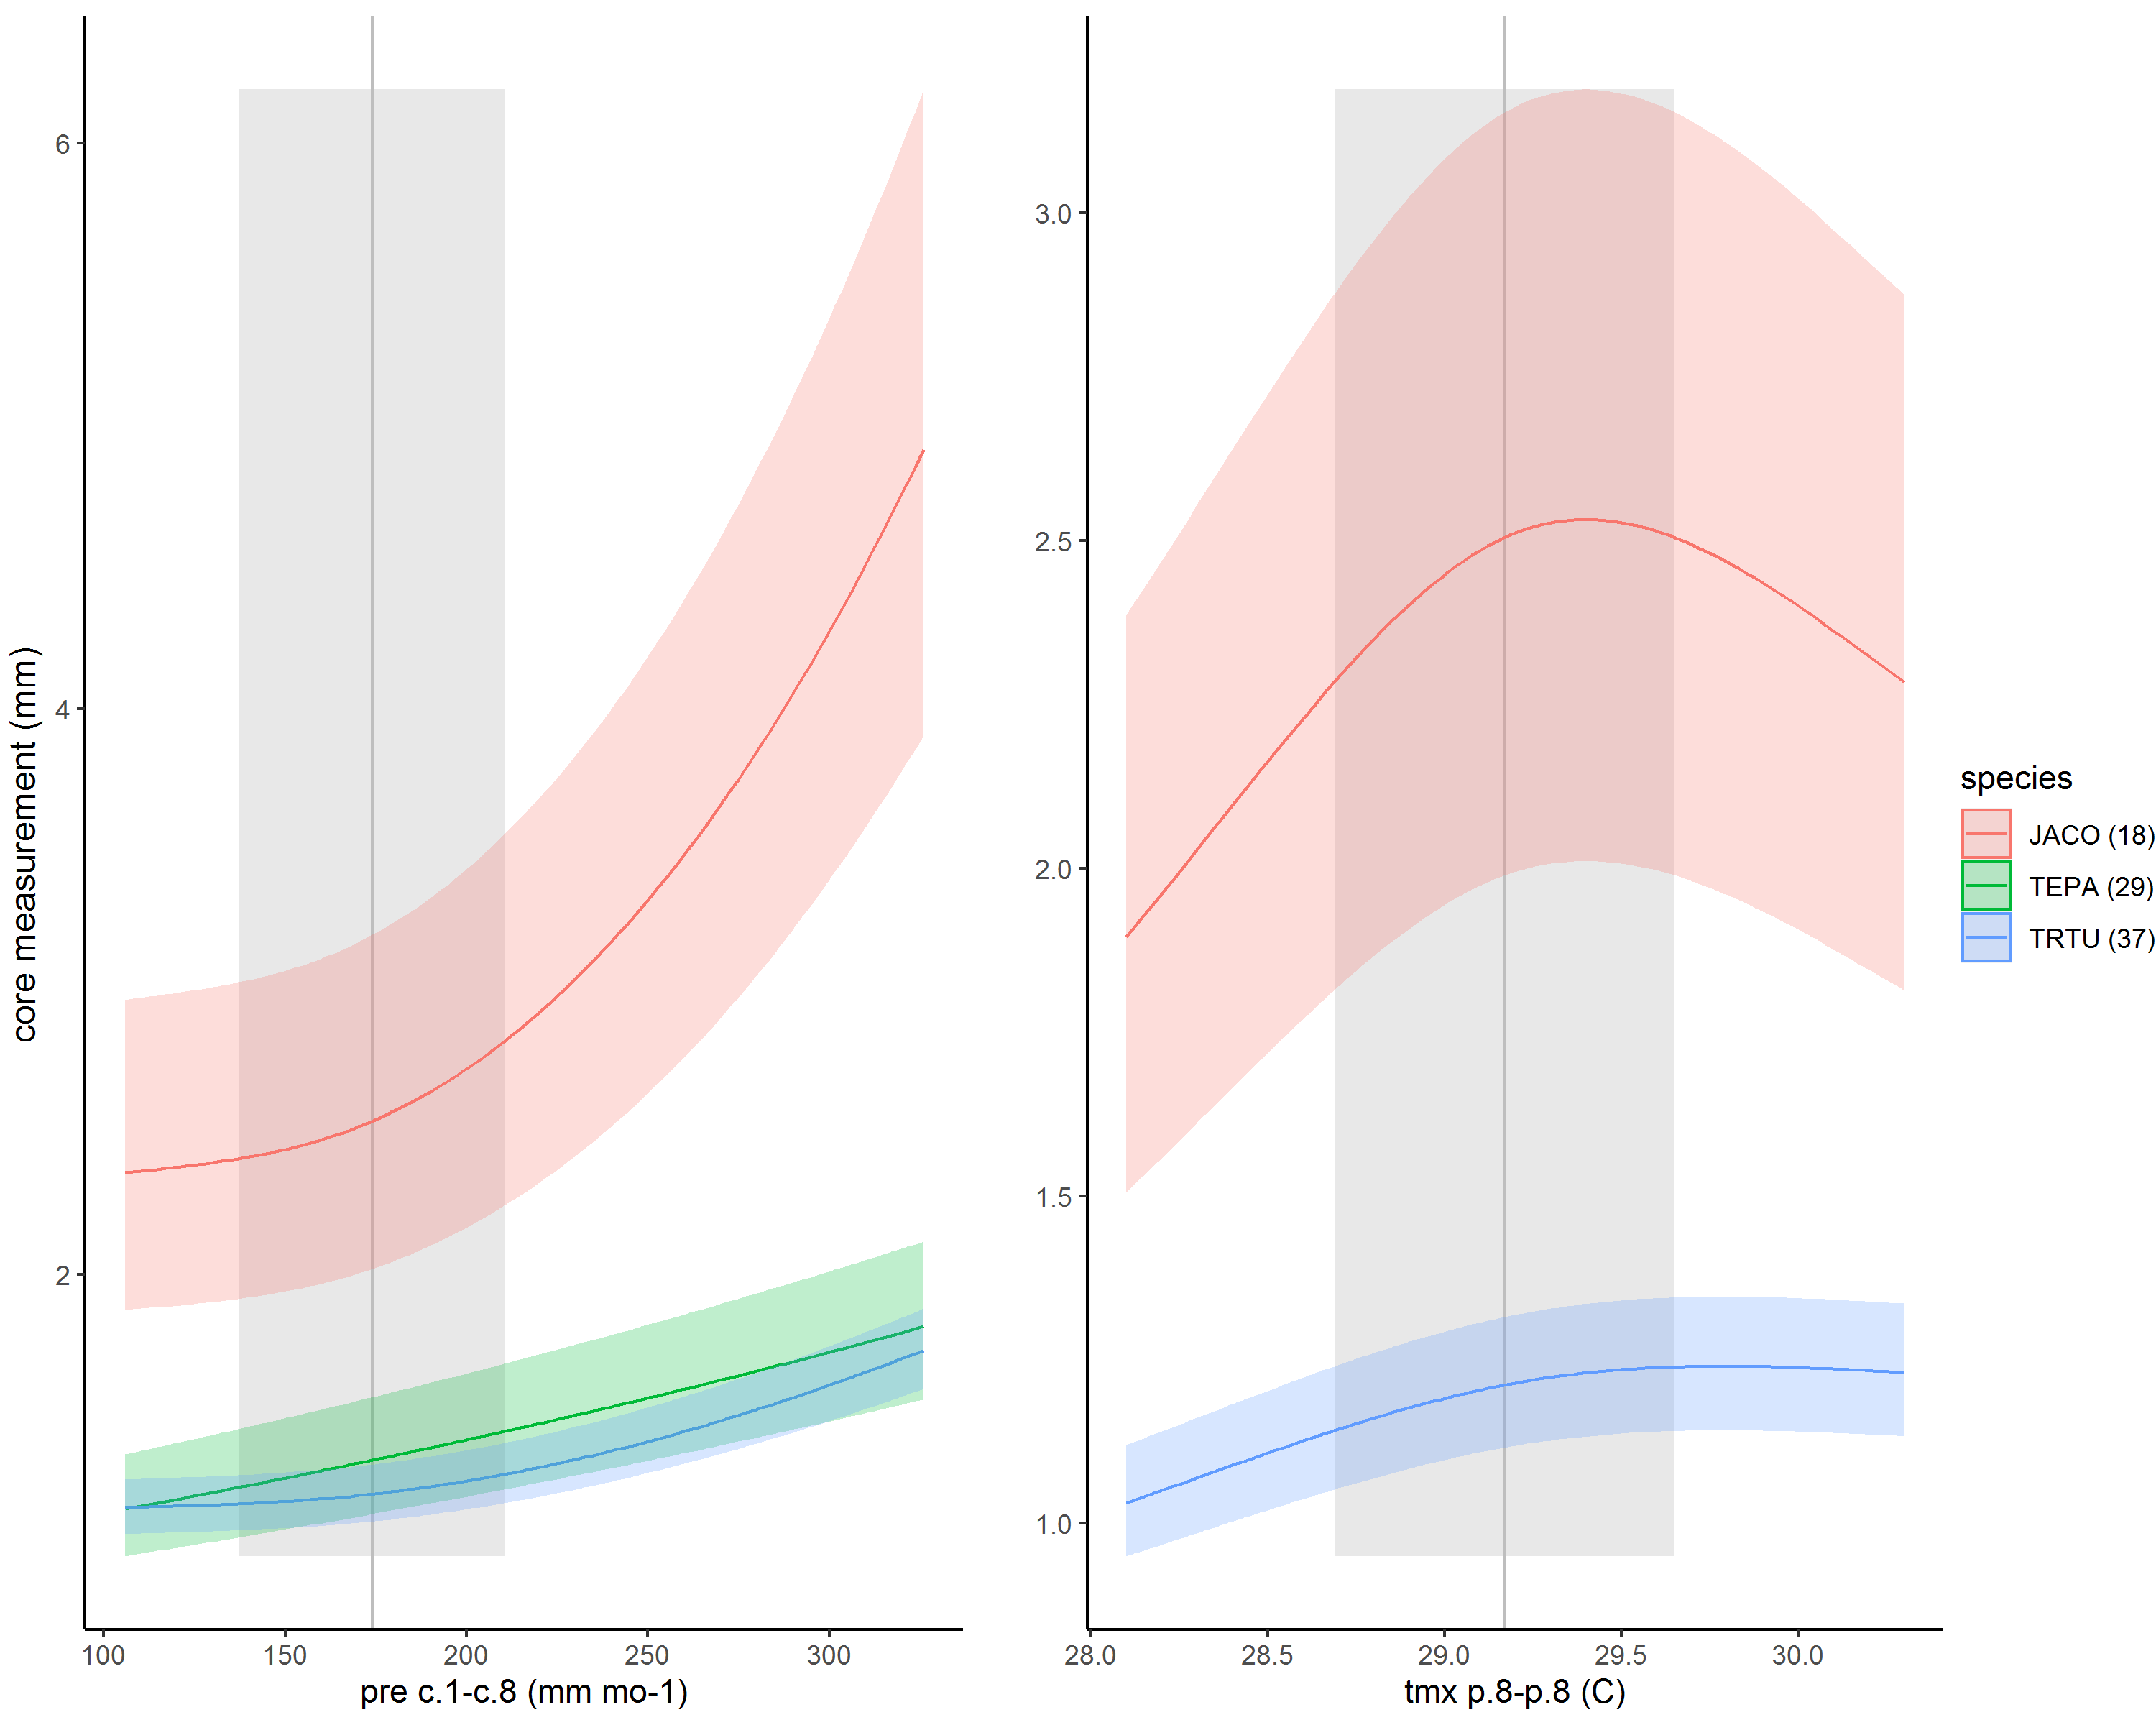 core measurement (mm)
6
4
2
100 150 200 250 300
pre c.1-c.8 (mm mo-1)
3.0
2.5
2.0
1.5
1.0
28.0 28.5 29.0 29.5 30.0
tmx p.8-p.8 (C)
species
JACO (18)
TEPA (29)
TRTU (37)